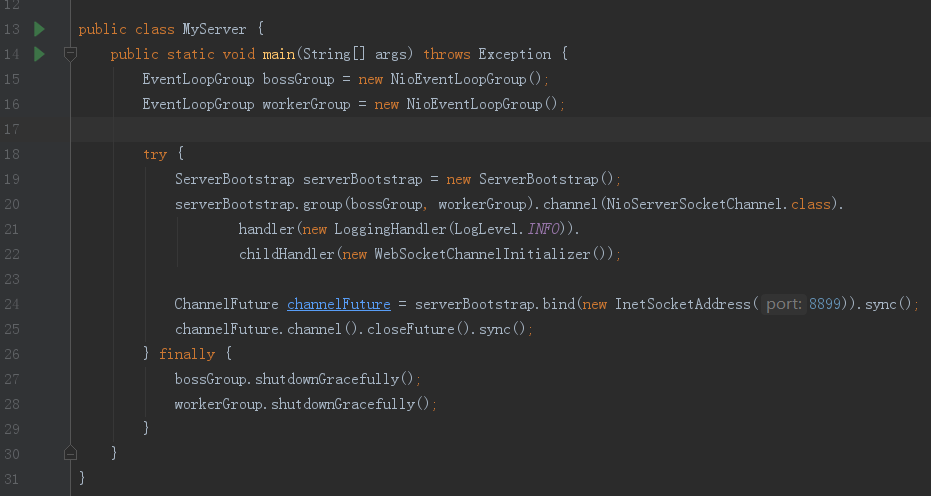 12
13 public class MyServer {
14 public static void main(String[] args) throws Exception {
15 EventLoopGroup bossGroup = new NioEventLoopGroup();
16 EventLoopGroup workerGroup = new NioEventLoopGroup();
17
18 try {
19 ServerBootstrap serverBootstrap = new ServerBootstrap();
20 serverBootstrap.group(bossGroup, workerGroup).channel(NioServerSocketChannel.class).
21 handler(new LoggingHandler(LogLevel.INFO)).
22 childHandler(new WebSocketChannelInitializer());
23
24 ChannelFuture channelFuture = serverBootstrap.bind(new InetSocketAddress( port: 8899)).sync();
25 channelFuture.channel().closeFuture().sync();
26 } finally {
27 bossGroup.shutdownGracefully();
28 workerGroup.shutdownGracefully();
29 }
30 }
31 }